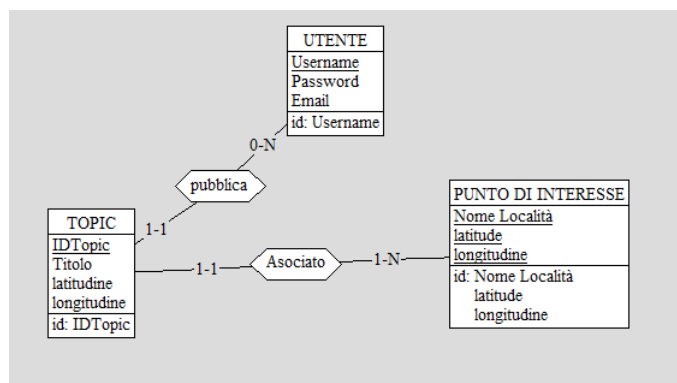 UTENTE
Username
Password
Email
id: Username
0-N
pubblica
1-1
TOPIC
IDTopic
Titolo
latitudine
longitudine
id: IDTopic
1-1
Asociato
1-N
PUNTO DI INTERESSE
Nome Località
latitude
longitudine
id: Nome Località
latitude
longitudine